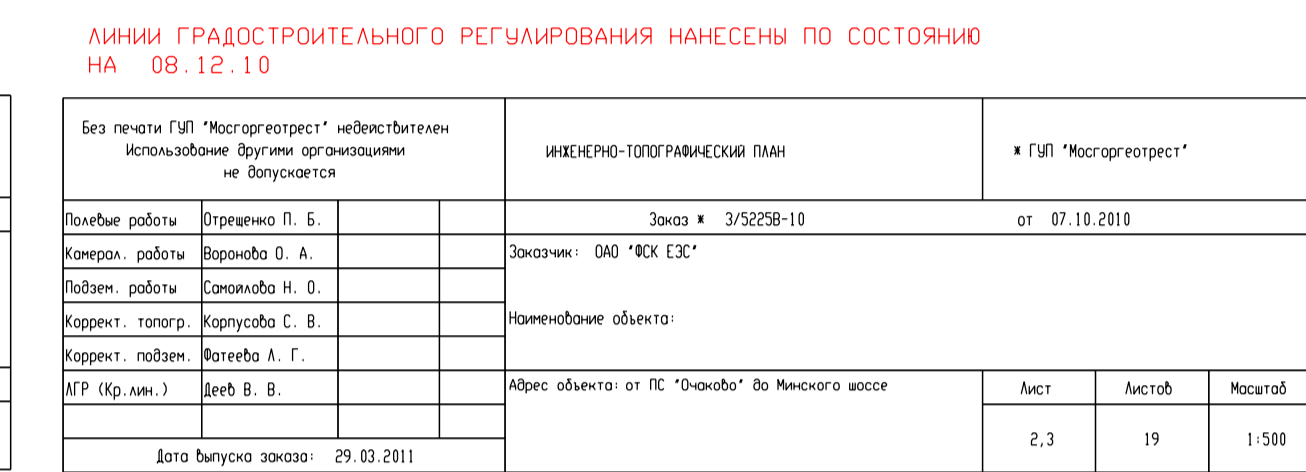 ЛИНИИ ГРАДОСТРОИТЕЛЬНОГО РЕГУЛИРОВАНИЯ НАНЕСЕНЫ ПО СОСТОЯНИЮ
НА 08.12.10
Без печати ГУП "Мосгоргеотрест" недействителен
Использование другими организациями
не допускается
ИНЖЕНЕРНО-ТОПОГРАФИЧЕСКИЙ ПЛАН
* ГУП "Мосгоргеотрест"
Полевые работы Отрещенко П. Б.
Заказ * 3/5225В-10 от 07.10.2010
Камерал. работы Воронова О. А.
Заказчик: ОАО "ФСК ЕЭС"
Подзем. работы Самойлова Н. О.
Коррект. топогр. Корпусова С. В.
Наименование объекта:
Коррект. подзем. Фатеева Л. Г.
ЛГР (Кр.лин.) Деев В. В.
Адрес объекта: от ПС "Очаково" до Минского шоссе
Лист Листов Масштаб
2,3 19 1:500
Дата выпуска заказа: 29.03.2011